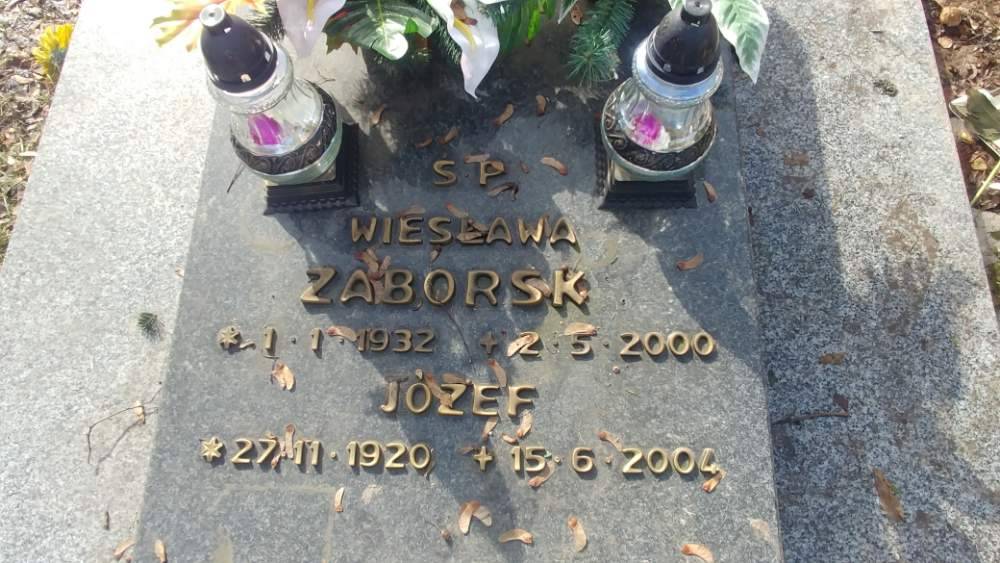 S P
WIESŁAWA
ZABORSK
* 1 · 1 · 1932 + 2 · 5 · 2000
JÓZEF
* 27 · 11 · 1920 + 15 · 6 · 2004